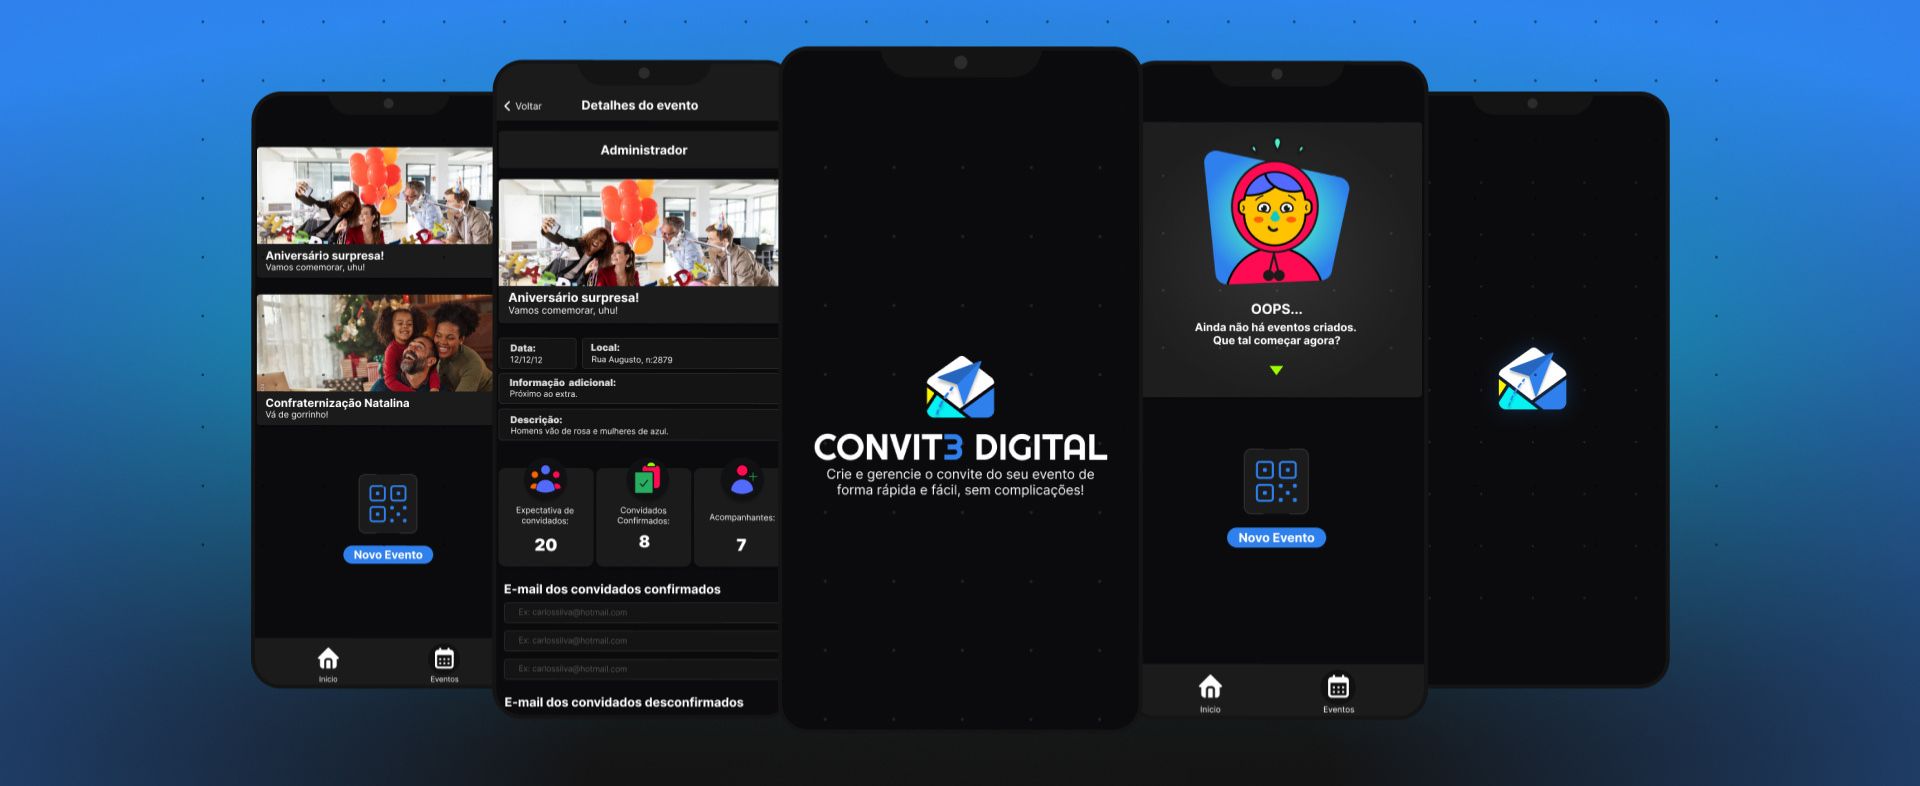 Aniversário surpresa!
Vamos comemorar, uhu!
Confraternização Natalina
Vá de gorrinho!
Novo Evento
Inicio
Eventos
Voltar
Detalhes do evento
Administrador
Aniversário surpresa!
Vamos comemorar, uhu!
Data:
12/12/12
Local:
Rua Augusto, n:2879
Informação adicional:
Próximo ao extra.
Descrição:
Homens vão de rosa e mulheres de azul.
Expectativa de
convidados:
20
Convidados
Confirmados:
8
Acompanhantes:
7
E-mail dos convidados confirmados
Ex: carlossilva@hotmail.com
Ex: carlossilva@hotmail.com
Ex: carlossilva@hotmail.com
E-mail dos convidados desconfirmados
CONVIT3 DIGITAL
Crie e gerencie o convite do seu evento de
forma rápida e fácil, sem complicações!
OOPS...
Ainda não há eventos criados.
Que tal começar agora?
Novo Evento
Inicio
Eventos